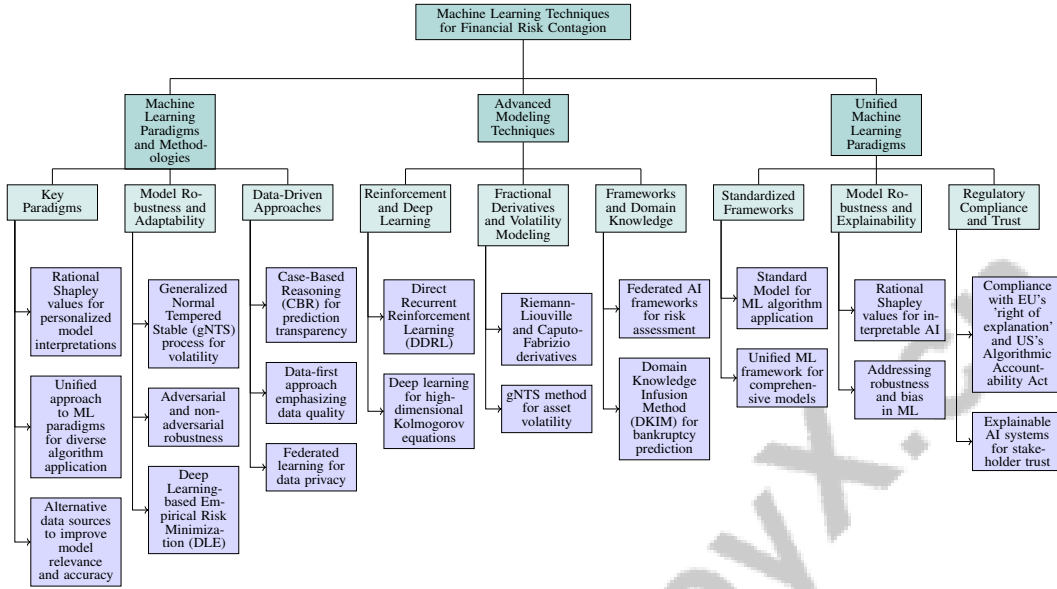 Machine Learning Techniques
for Financial Risk Contagion
Machine
Learning
Paradigms
and Method-
ologies
Advanced
Modeling
Techniques
Unified
Machine
Learning
Paradigms
Key
Paradigms
Model Ro-
bustness and
Adaptability
Data-Driven
Approaches
Reinforcement
and Deep
Learning
Fractional
Derivatives
and Volatility
Modeling
Frameworks
and Domain
Knowledge
Standardized
Frameworks
Model Ro-
bustness and
Explainability
Regulatory
Compliance
and Trust
Rational
Shapley
values for
personalized
model
interpretations
Unified
approach
to ML
paradigms
for diverse
algorithm
application
Alternative
data sources
to improve
model
relevance
and accuracy
Generalized
Normal
Tempered
Stable (gNTS)
process for
volatility
Adversarial
and non-
adversarial
robustness
Deep
Learning-
based Em-
pirical Risk
Minimiza-
tion (DLE)
Case-Based
Reasoning
(CBR) for
prediction
transparency
Data-first
approach
emphasizing
data quality
Federated
learning for
data privacy
Direct
Recurrent
Reinforcement
Learning
(DDRL)
Deep learning
for high-
dimensional
Kolmogorov
equations
Riemann-
Liouville
and Caputo-
Fabrizio
derivatives
gNTS method
for asset
volatility
Federated AI
frameworks
for risk
assessment
Domain
Knowledge
Infusion
Method
(DKIM) for
bankruptcy
prediction
Standard
Model for
ML algorithm
application
Unified ML
framework for
comprehen-
sive models
Rational
Shapley
values for in-
terpretable AI
Addressing
robustness
and bias
in ML
Compliance
with EU's
'right of
explanation'
and US's
Algorithmic
Account-
ability Act
Explainable
AI systems
for stake-
holder trust